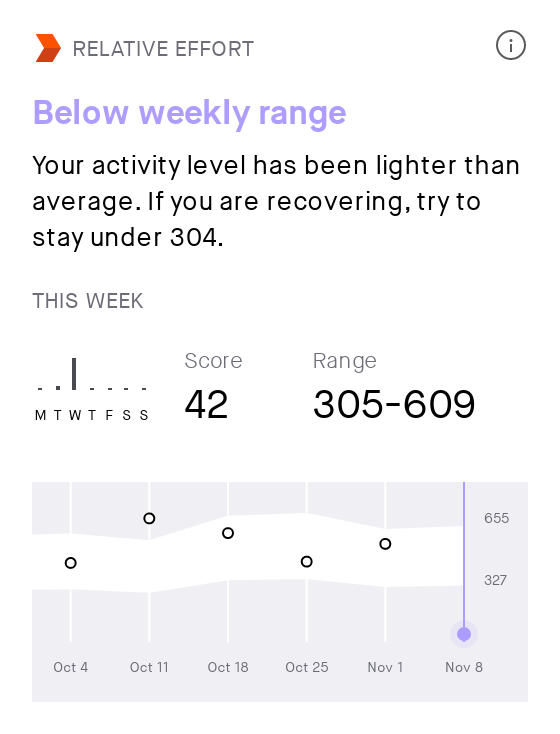 RELATIVE EFFORT
Below weekly range
Your activity level has been lighter than
average. If you are recovering, try to
stay under 304.
THIS WEEK
Score
Range
42
305-609
M T W T F S S
655
327
Oct 4
Oct 11
Oct 18
Oct 25
Nov 1
Nov 8